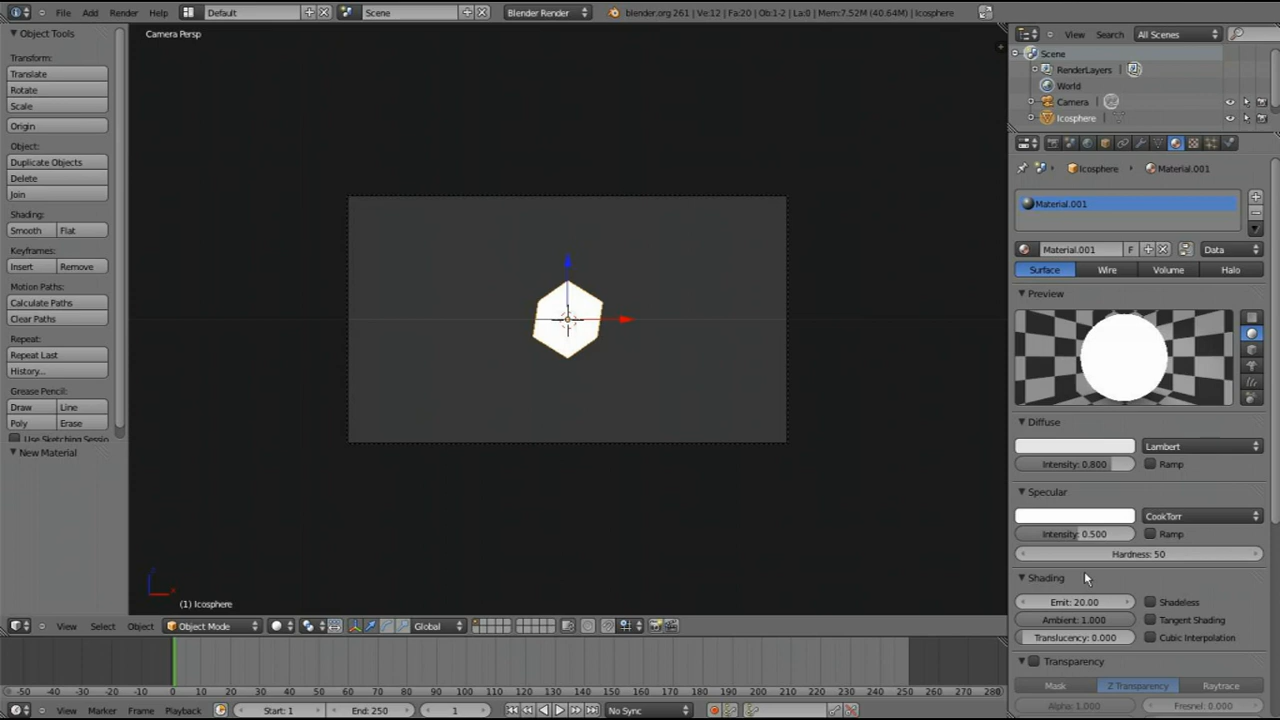 File Add Render Help Default Scene Blender Render blender.org 261 | Ve:12 | Fa:20 | Ob:1-2 | La:0 | Mem:7.52M (40.64M) | Icosphere
Object Tools
Transform:
Translate
Rotate
Scale
Origin
Object:
Duplicate Objects
Delete
Join
Shading:
Smooth Flat
Keyframes:
Insert Remove
Motion Paths:
Calculate Paths
Clear Paths
Repeat:
Repeat Last
History...
Grease Pencil:
Draw Line
Poly Erase
Use Sketching Sessio
New Material
Camera Persp
(1) Icosphere
View Select Object Object Mode Global
-50 -40 -30 -20 -10 0 10 20 30 40 50 60 70 80 90 100 110 120 130 140 150 160 170 180 190 200 210 220 230 240 250 260 270 280
View Marker Frame Playback Start: 1 End: 250 1 No Sync
View Search All Scenes
Scene
RenderLayers
World
Camera
Icosphere
Icosphere Material.001
Material.001
Material.001 F Data
Surface Wire Volume Halo
Preview
Diffuse
Lambert
Intensity: 0.800 Ramp
Specular
CookTorr
Intensity: 0.500 Ramp
Hardness: 50
Shading
Emit: 20.00 Shadeless
Ambient: 1.000 Tangent Shading
Translucency: 0.000 Cubic Interpolation
Transparency
Mask Z Transparency Raytrace
Alpha: 1.000 Fresnel: 0.000